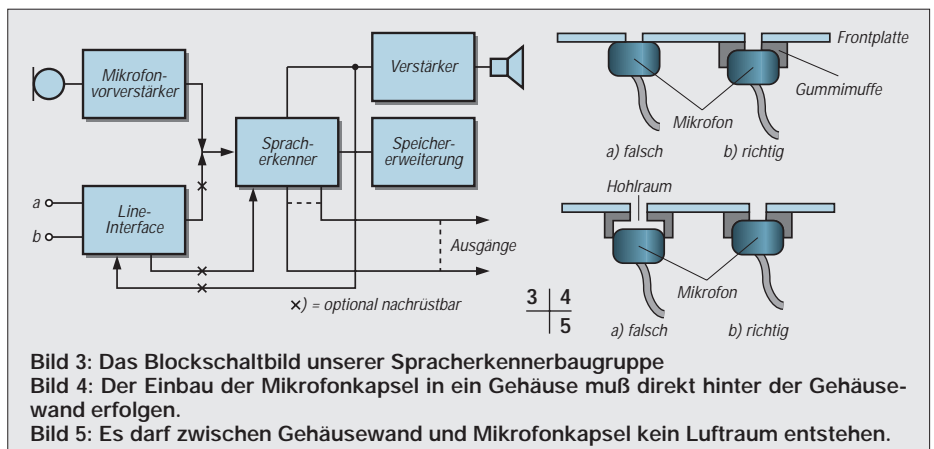 Mikrofon-
vorverstärker
Verstärker
Sprach-
erkenner
Speicher-
erweiterung
a
b
Line-
Interface
Ausgänge
×) = optional nachrüstbar
Frontplatte
Gummimuffe
Mikrofon
a) falsch
b) richtig
Hohlraum
Mikrofon
a) falsch
b) richtig
3 4
5
Bild 3: Das Blockschaltbild unserer Spracherkennerbaugruppe
Bild 4: Der Einbau der Mikrofonkapsel in ein Gehäuse muß direkt hinter der Gehäuse-
wand erfolgen.
Bild 5: Es darf zwischen Gehäusewand und Mikrofonkapsel kein Luftraum entstehen.